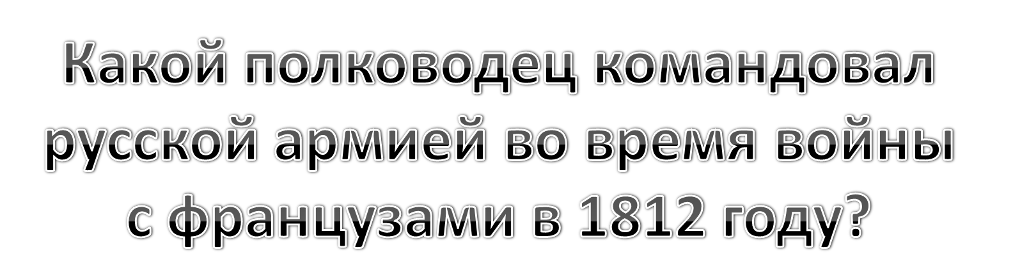 Какой полководец командовал
русской армией во время войны
с французами в 1812 году?